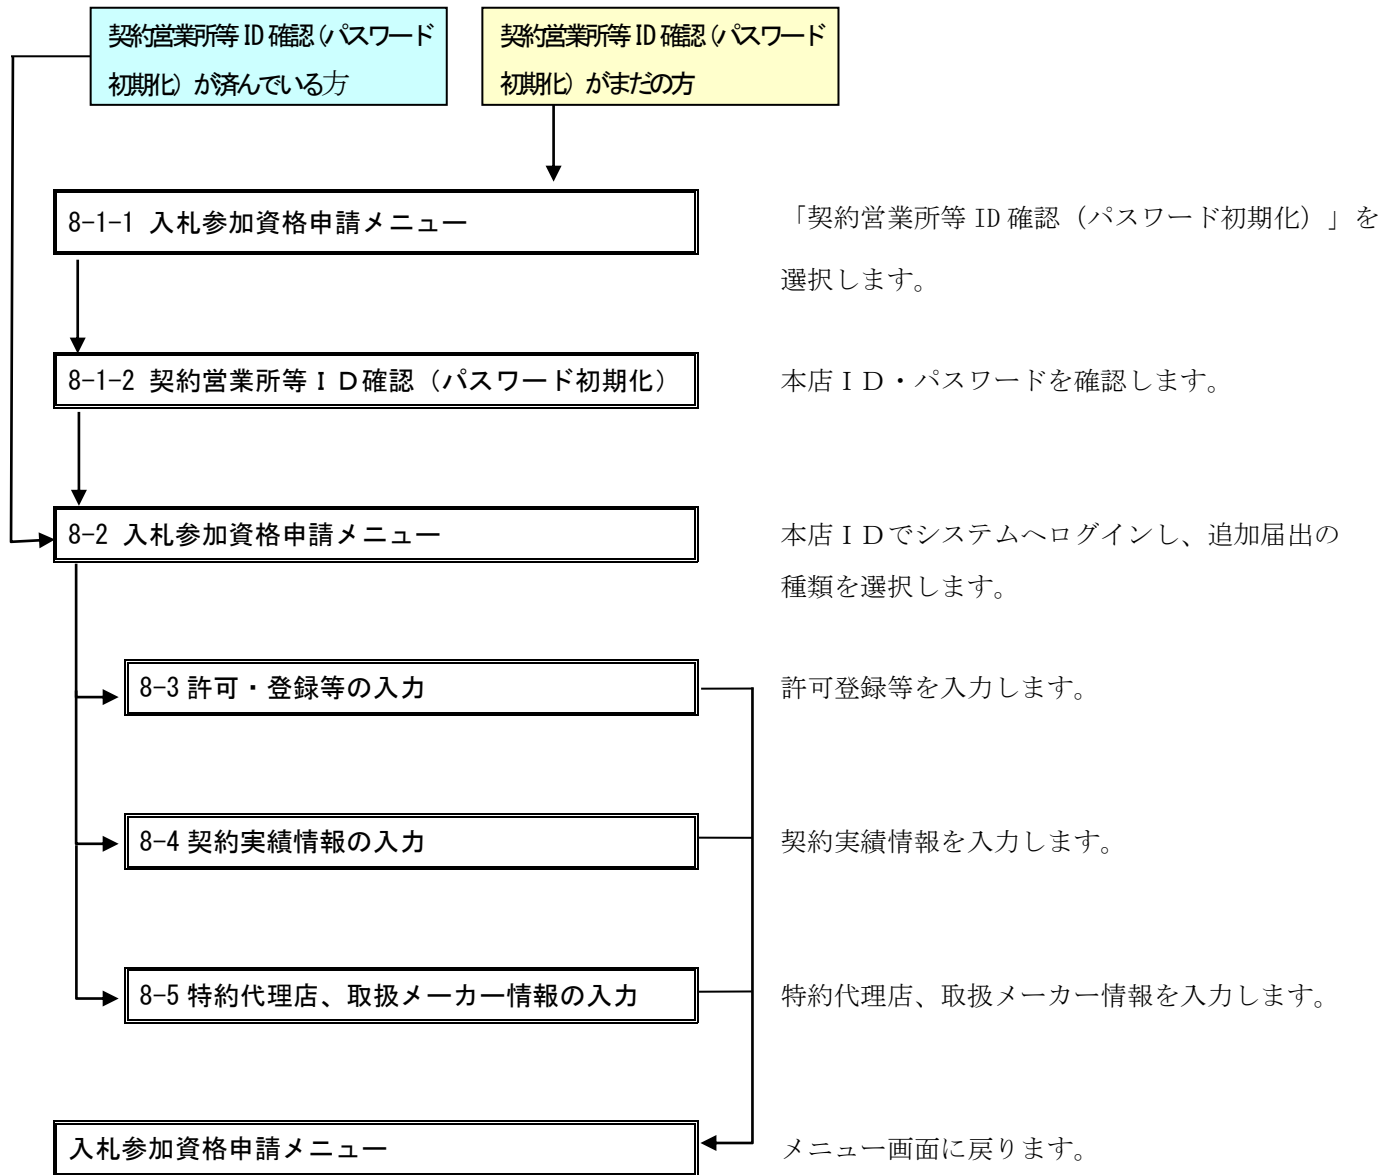 契約営業所等 ID 確認（パスワード
初期化）が済んでいる方
契約営業所等 ID 確認（パスワード
初期化）がまだの方
8-1-1 入札参加資格申請メニュー
「契約営業所等 ID 確認（パスワード初期化）」を
選択します。
8-1-2 契約営業所等ＩＤ確認（パスワード初期化）
本店ＩＤ・パスワードを確認します。
8-2 入札参加資格申請メニュー
本店ＩＤでシステムへログインし、追加届出の
種類を選択します。
8-3 許可・登録等の入力
許可登録等を入力します。
8-4 契約実績情報の入力
契約実績情報を入力します。
8-5 特約代理店、取扱メーカー情報の入力
特約代理店、取扱メーカー情報を入力します。
入札参加資格申請メニュー
メニュー画面に戻ります。